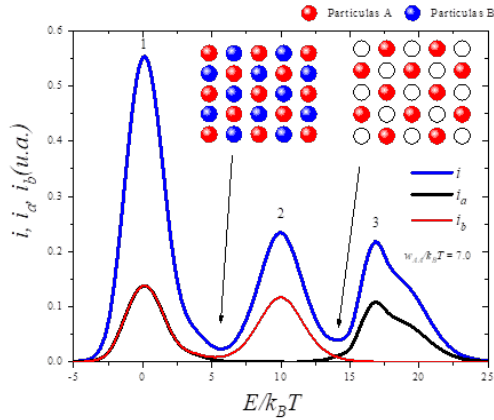 Particulas A Particulas B
1
2
3
i
i_a
i_b
w_AA/k_BT = 7.0
i, i_a, i_b(u.a.)
0.6
0.5
0.4
0.3
0.2
0.1
0.0
-5 0 5 10 15 20 25
E/k_BT